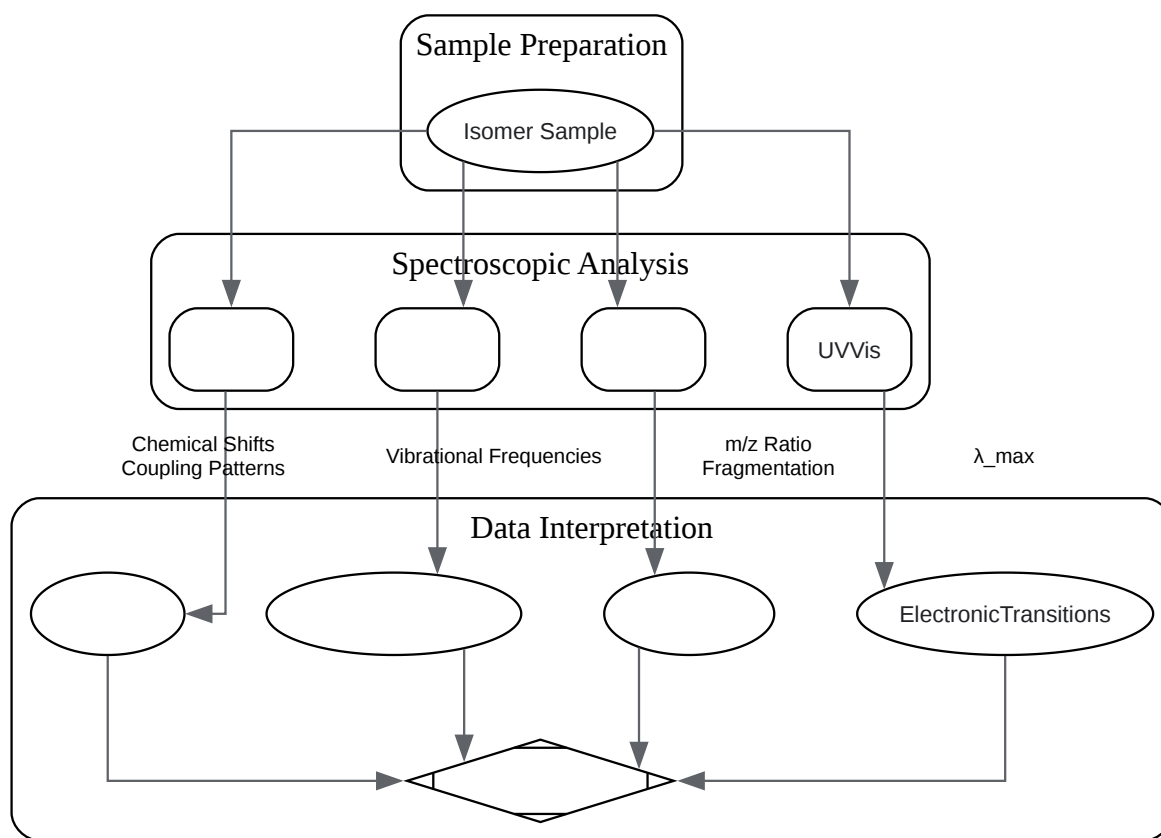 Sample Preparation
Isomer Sample
Spectroscopic Analysis
UVVis
Chemical Shifts
Coupling Patterns
Vibrational Frequencies
m/z Ratio
Fragmentation
λ_max
Data Interpretation
ElectronicTransitions